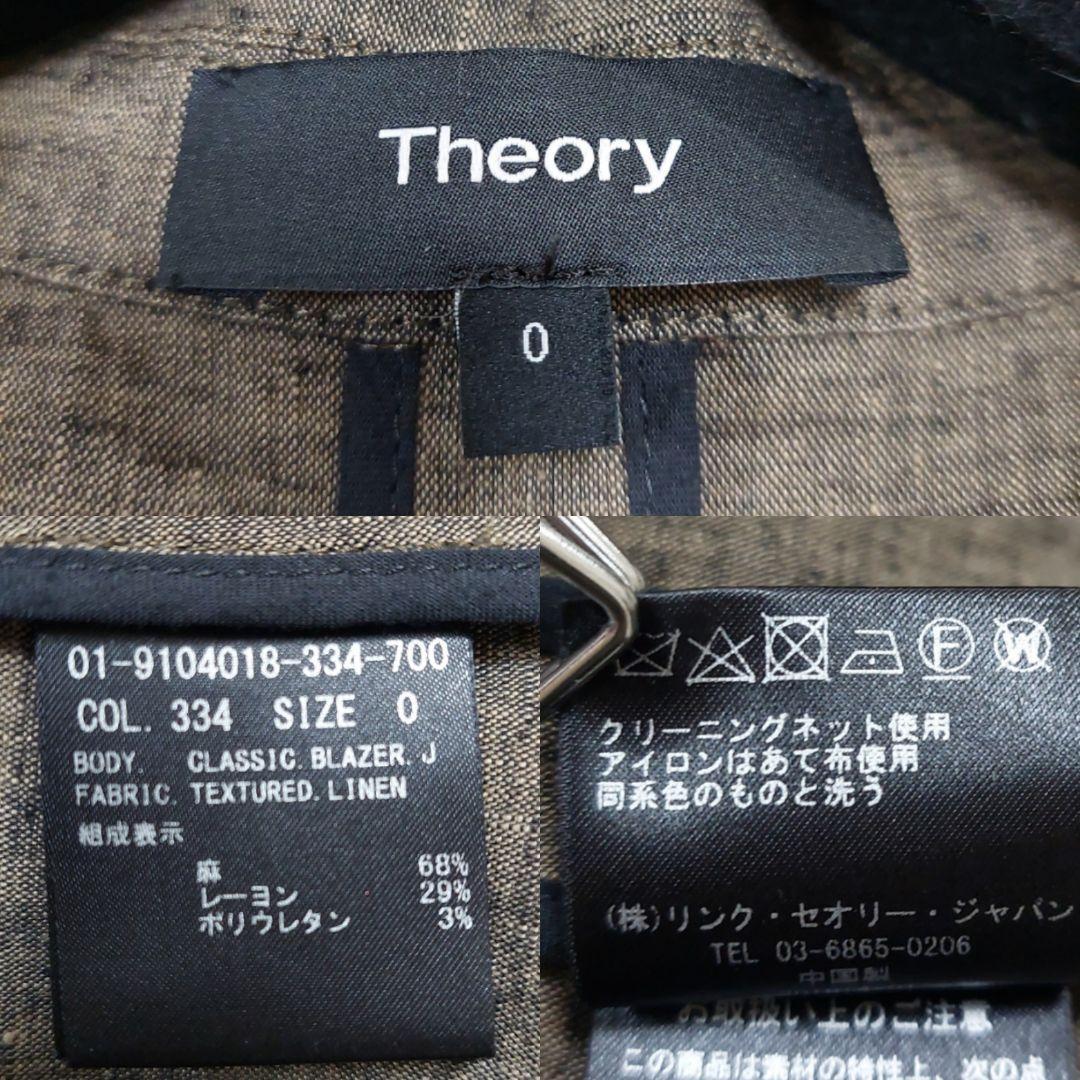 Theory
0
01-9104018-334-700
COL. 334 SIZE 0
BODY. CLASSIC.BLAZER.J
FABRIC. TEXTURED.LINEN
組成表示
麻 68%
レーヨン 29%
ポリウレタン 3%
F W
クリーニングネット使用
アイロンはあて布使用
同系色のものと洗う
(株)リンク・セオリー・ジャパン
TEL 03-6865-0206
中国製
お取扱い上のご注意
この商品は素材の特性上、次の点